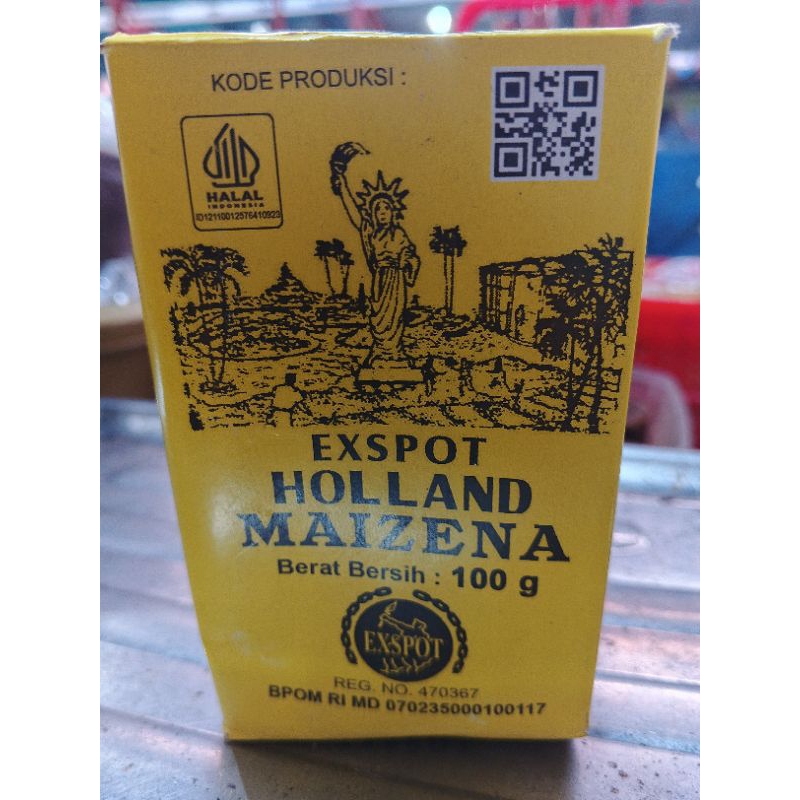 KODE PRODUKSI :
HALAL
INDONESIA
ID12110012576410923
EXSPOT
HOLLAND
MAIZENA
Berat Bersih : 100 g
EXSPOT
REG. NO. 470367
BPOM RI MD 070235000100117